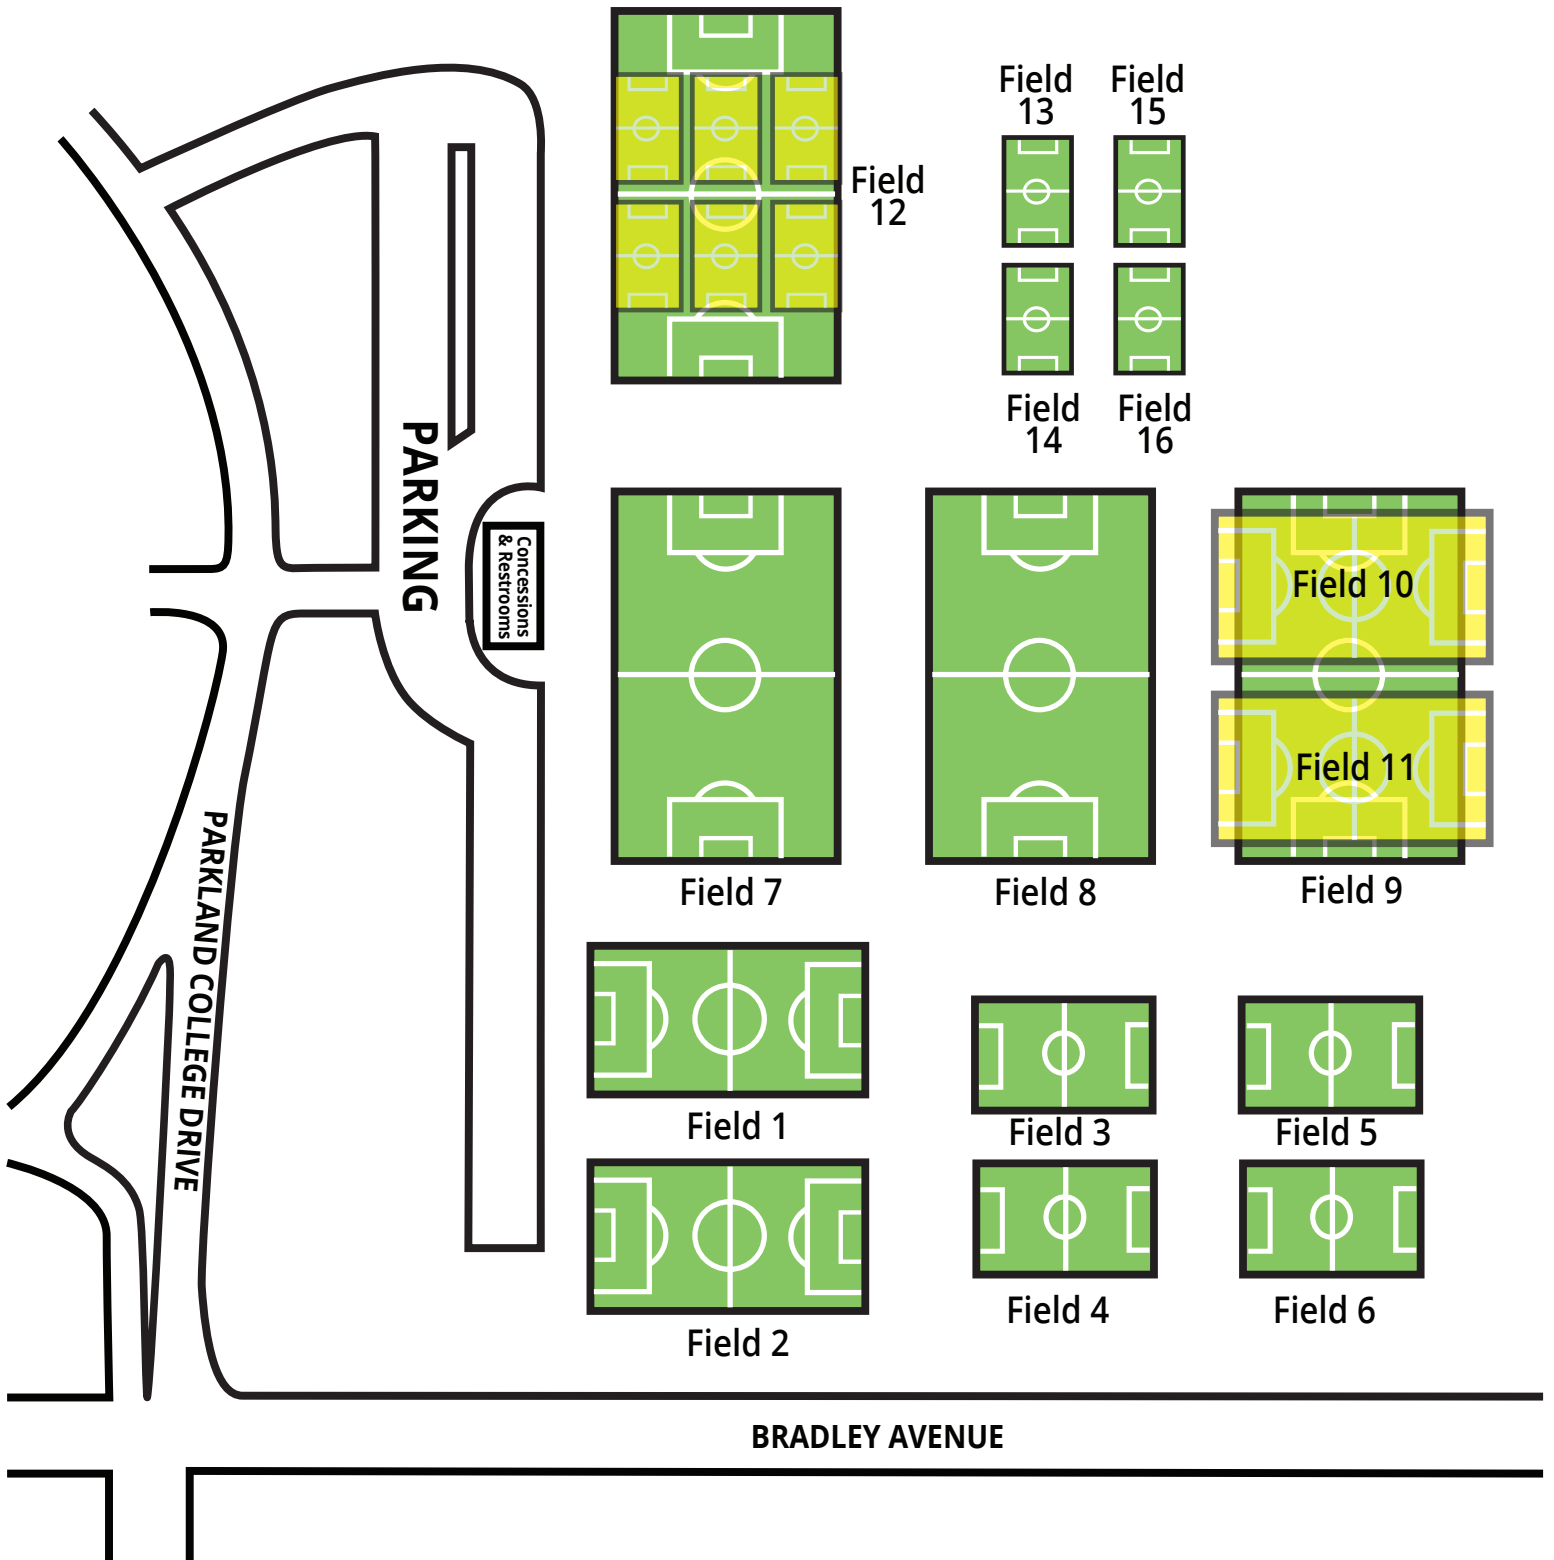 Field
13
Field
15
Field
12
Field
14
Field
16
PARKING
Concessions
& Restrooms
Field 10
Field 11
Field 7
Field 8
Field 9
PARKLAND COLLEGE DRIVE
Field 1
Field 3
Field 5
Field 4
Field 6
Field 2
BRADLEY AVENUE